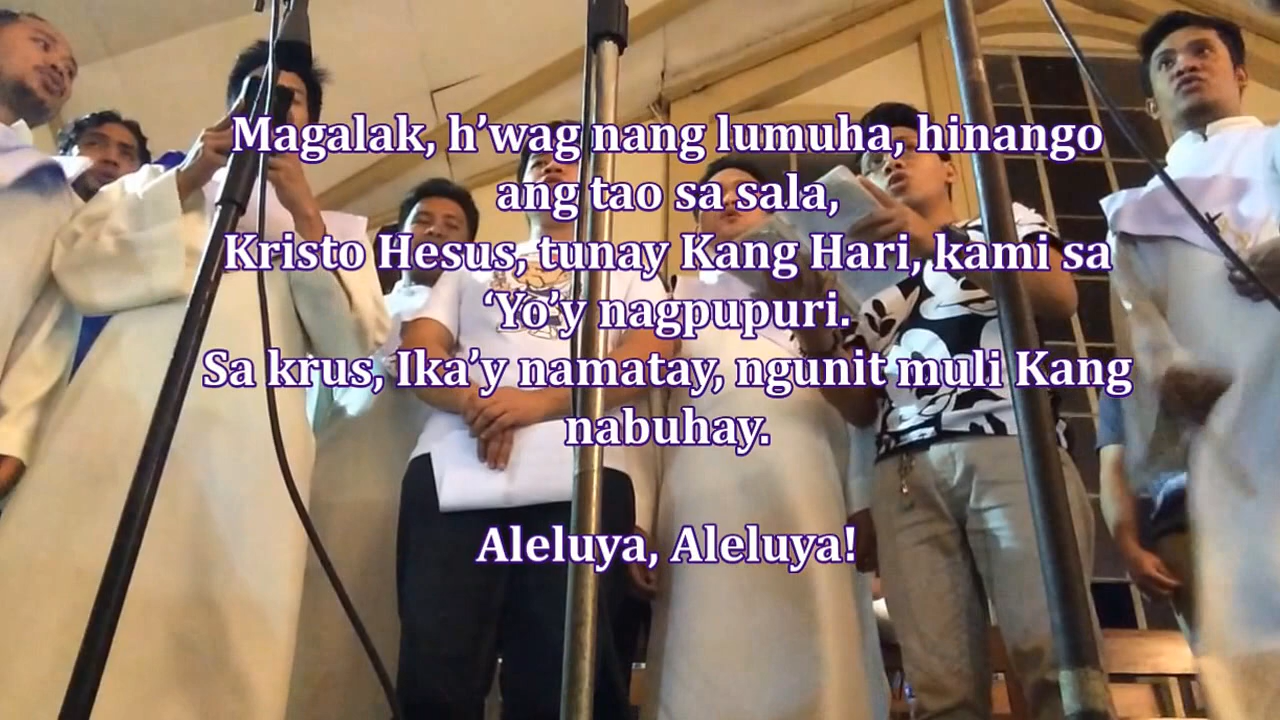 Magalak, h’wag nang lumuha, hinango
ang tao sa sala,
Kristo Hesus, tunay Kang Hari, kami sa
‘Yo’y nagpupuri.
Sa krus, Ika’y namatay, ngunit muli Kang
nabuhay.
Aleluya, Aleluya!